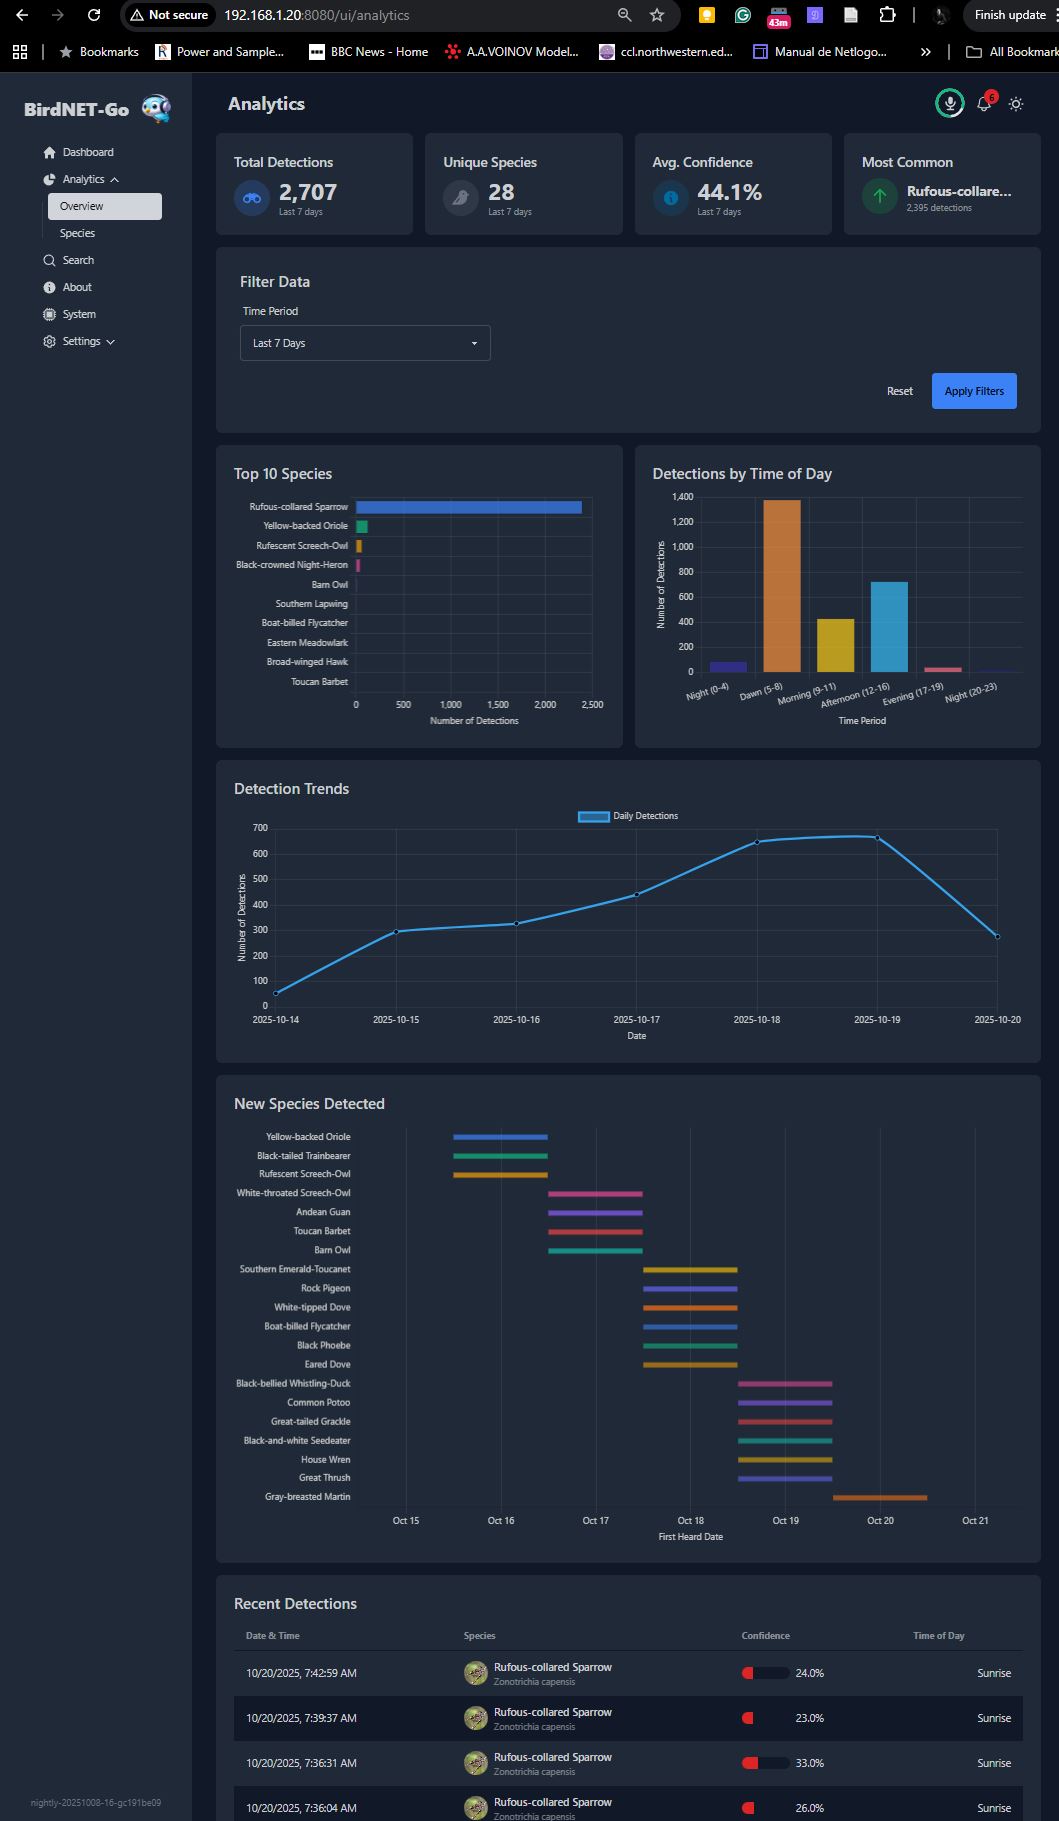 Not secure
192.168.1.20:8080/ui/analytics
43m
Finish update
Bookmarks
Power and Sample...
BBC News - Home
A.A.VOINOV Model...
ccl.northwestern.ed...
Manual de Netlogo...
»
All Bookmark
BirdNET-Go
Dashboard
Analytics
Overview
Species
Search
About
System
Settings
Analytics
Total Detections
2,707
Last 7 days
Unique Species
28
Last 7 days
Avg. Confidence
44.1%
Last 7 days
Most Common
Rufous-collare...
2,395 detections
Filter Data
Time Period
Last 7 Days
Reset
Apply Filters
Top 10 Species
Rufous-collared Sparrow
Yellow-backed Oriole
Rufescent Screech-Owl
Black-crowned Night-Heron
Barn Owl
Southern Lapwing
Boat-billed Flycatcher
Eastern Meadowlark
Broad-winged Hawk
Toucan Barbet
0 500 1,000 1,500 2,000 2,500
Number of Detections
Detections by Time of Day
1,400
1,200
1,000
800
600
400
200
0
Number of Detections
Night (0-4) Dawn (5-8) Morning (9-11) Afternoon (12-16) Evening (17-19) Night (20-23)
Time Period
Detection Trends
Daily Detections
700
600
500
400
300
200
100
0
Number of Detections
2025-10-14 2025-10-15 2025-10-16 2025-10-17 2025-10-18 2025-10-19 2025-10-20
Date
New Species Detected
Yellow-backed Oriole
Black-tailed Trainbearer
Rufescent Screech-Owl
White-throated Screech-Owl
Andean Guan
Toucan Barbet
Barn Owl
Southern Emerald-Toucanet
Rock Pigeon
White-tipped Dove
Boat-billed Flycatcher
Black Phoebe
Eared Dove
Black-bellied Whistling-Duck
Common Potoo
Great-tailed Grackle
Black-and-white Seedeater
House Wren
Great Thrush
Gray-breasted Martin
Oct 15 Oct 16 Oct 17 Oct 18 Oct 19 Oct 20 Oct 21
First Heard Date
Recent Detections
Date & Time Species Confidence Time of Day
10/20/2025, 7:42:59 AM Rufous-collared Sparrow 24.0% Sunrise
Zonotrichia capensis
10/20/2025, 7:39:37 AM Rufous-collared Sparrow 23.0% Sunrise
Zonotrichia capensis
10/20/2025, 7:36:31 AM Rufous-collared Sparrow 33.0% Sunrise
Zonotrichia capensis
10/20/2025, 7:36:04 AM Rufous-collared Sparrow 26.0% Sunrise
Zonotrichia capensis
nightly-20251008-16-gc191be09